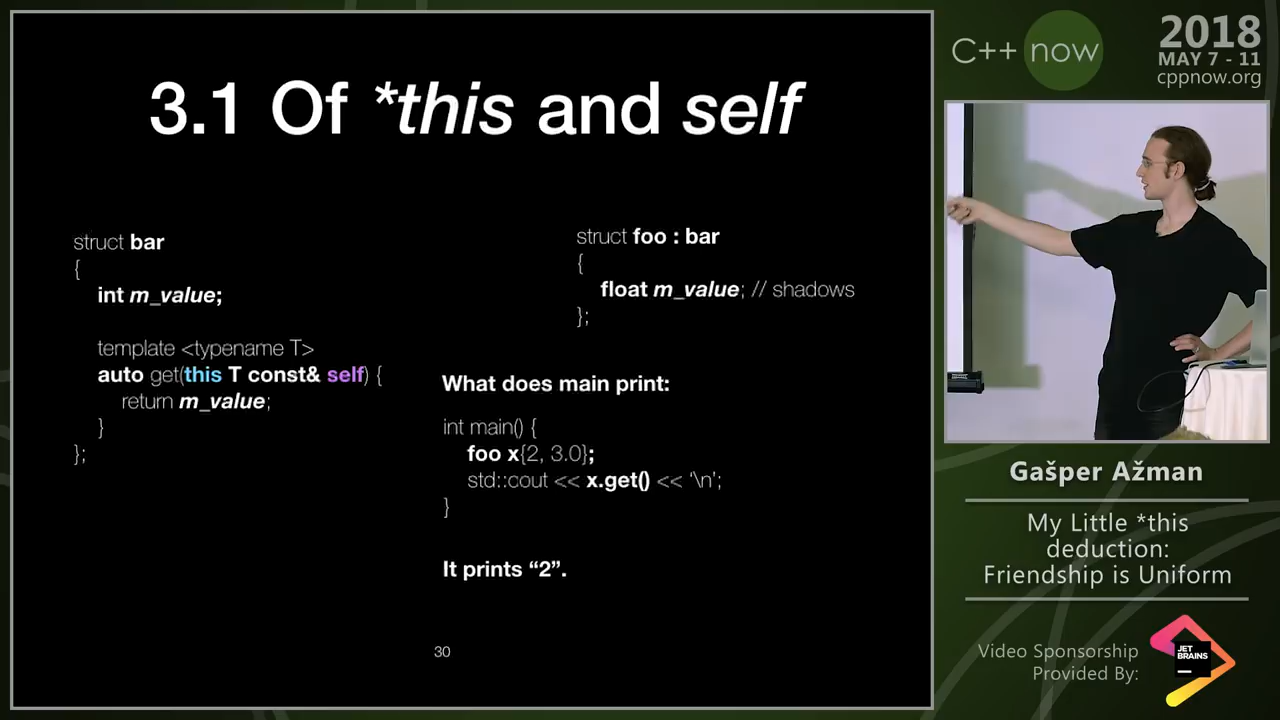 3.1 Of *this and self
struct bar
{
int m_value;
template <typename T>
auto get(this T const& self) {
return m_value;
}
};
struct foo : bar
{
float m_value; // shadows
};
What does main print:
int main() {
foo x{2, 3.0};
std::cout << x.get() << '\n';
}
It prints “2”.
30
C++ now
2018
MAY 7 - 11
cppnow.org
Gašper Ažman
My Little *this
deduction:
Friendship is Uniform
Video Sponsorship
Provided By:
JET
BRAINS